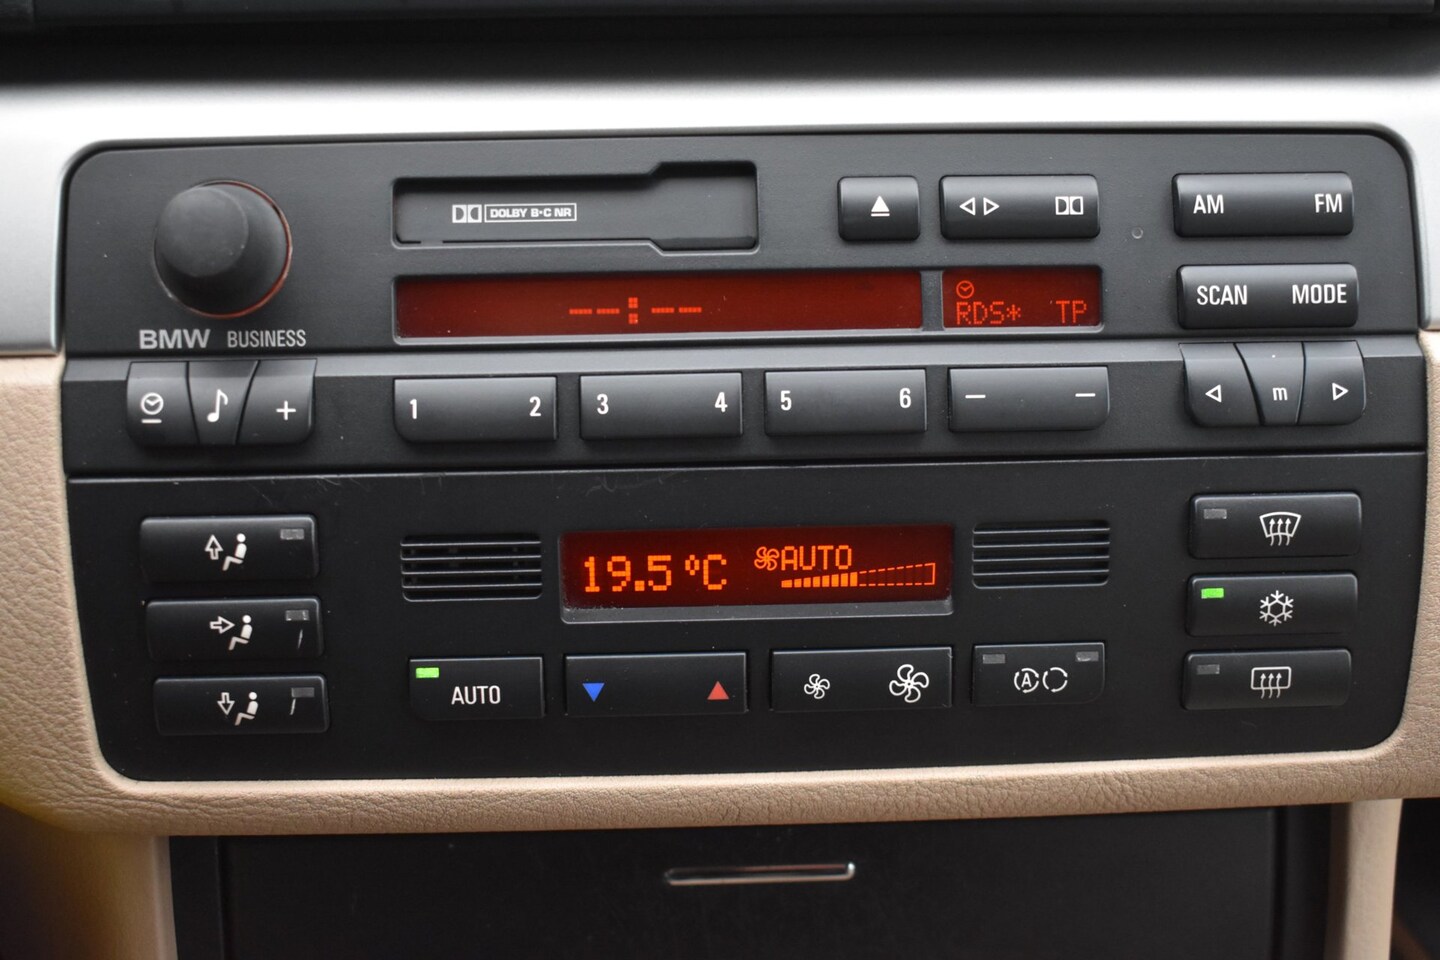 DOLBY B·C NR
AM FM
--:--
RDS* TP
SCAN MODE
BMW BUSINESS
+
1 2
3 4
5 6
— —
m
19.5 °C AUTO
AUTO
A